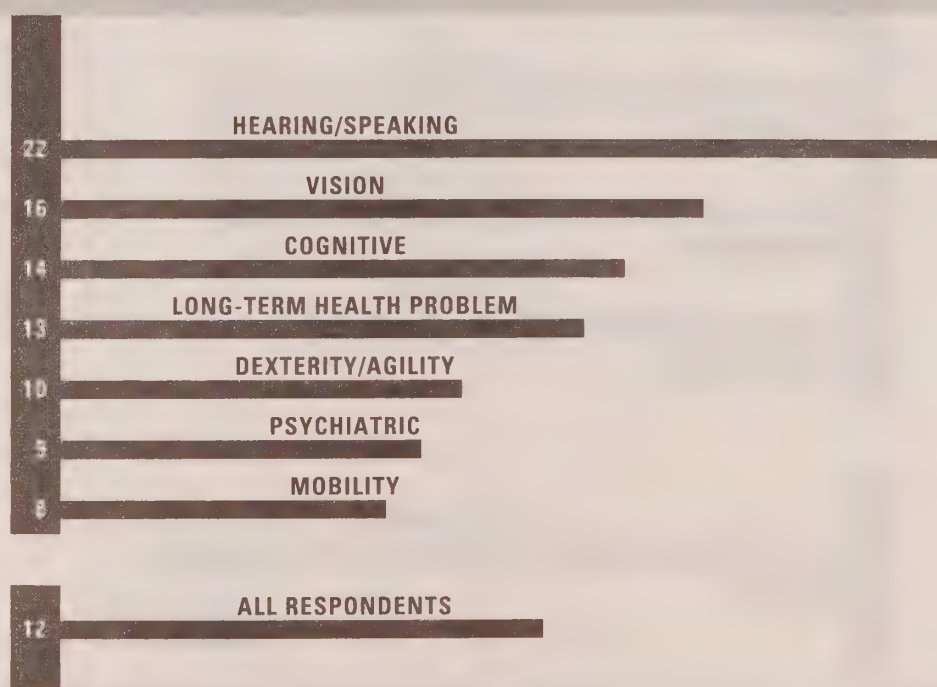 HEARING/SPEAKING
22
VISION
16
COGNITIVE
14
LONG-TERM HEALTH PROBLEM
13
DEXTERITY/AGILITY
10
PSYCHIATRIC
MOBILITY
8
ALL RESPONDENTS
12